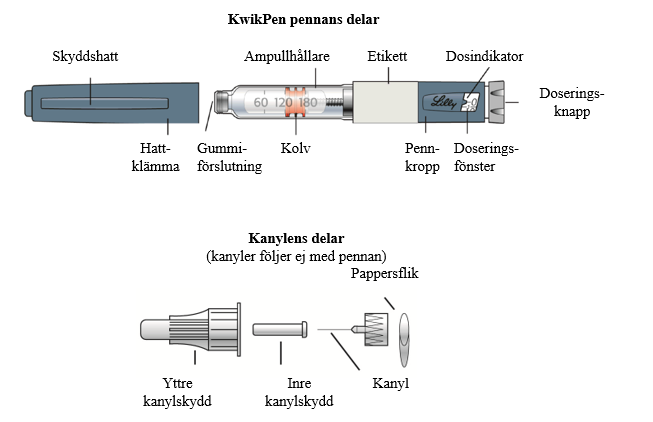 KwikPen pennans delar
Skyddshatt
Ampullhållare
Etikett
Dosindikator
60 120 180
Lilly
Doserings-
knapp
Hatt-
klämma
Gummi-
förslutning
Kolv
Penn-
kropp
Doserings-
fönster
Kanylens delar
(kanyler följer ej med pennan)
Pappersflik
Yttre
kanylskydd
Inre
kanylskydd
Kanyl